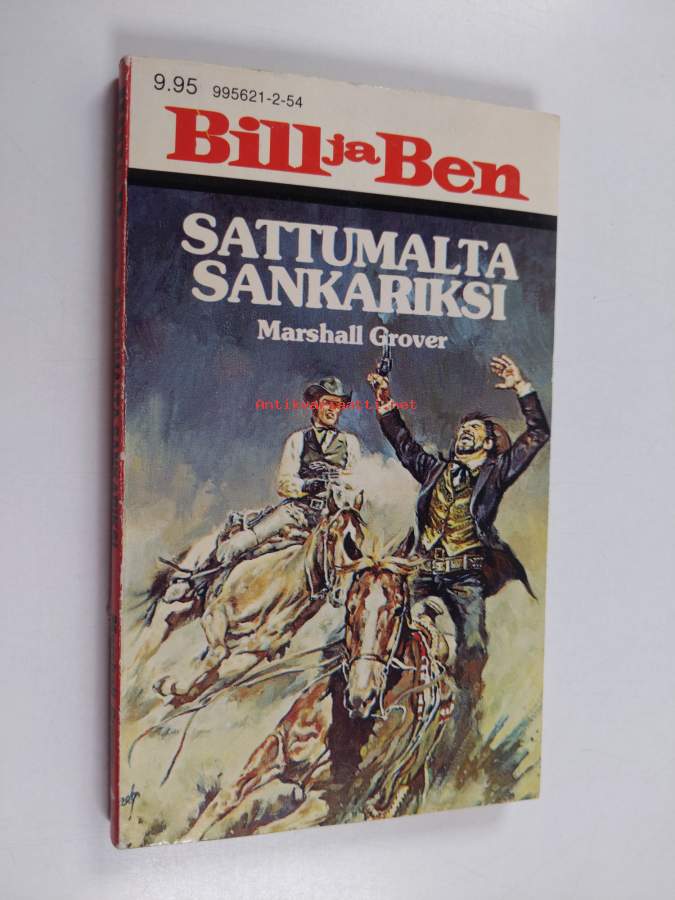 9.95 995621-2-54
Bill ja Ben
SATTUMALTA
SANKARIKSI
Marshall Grover
Antikvariaatti.net